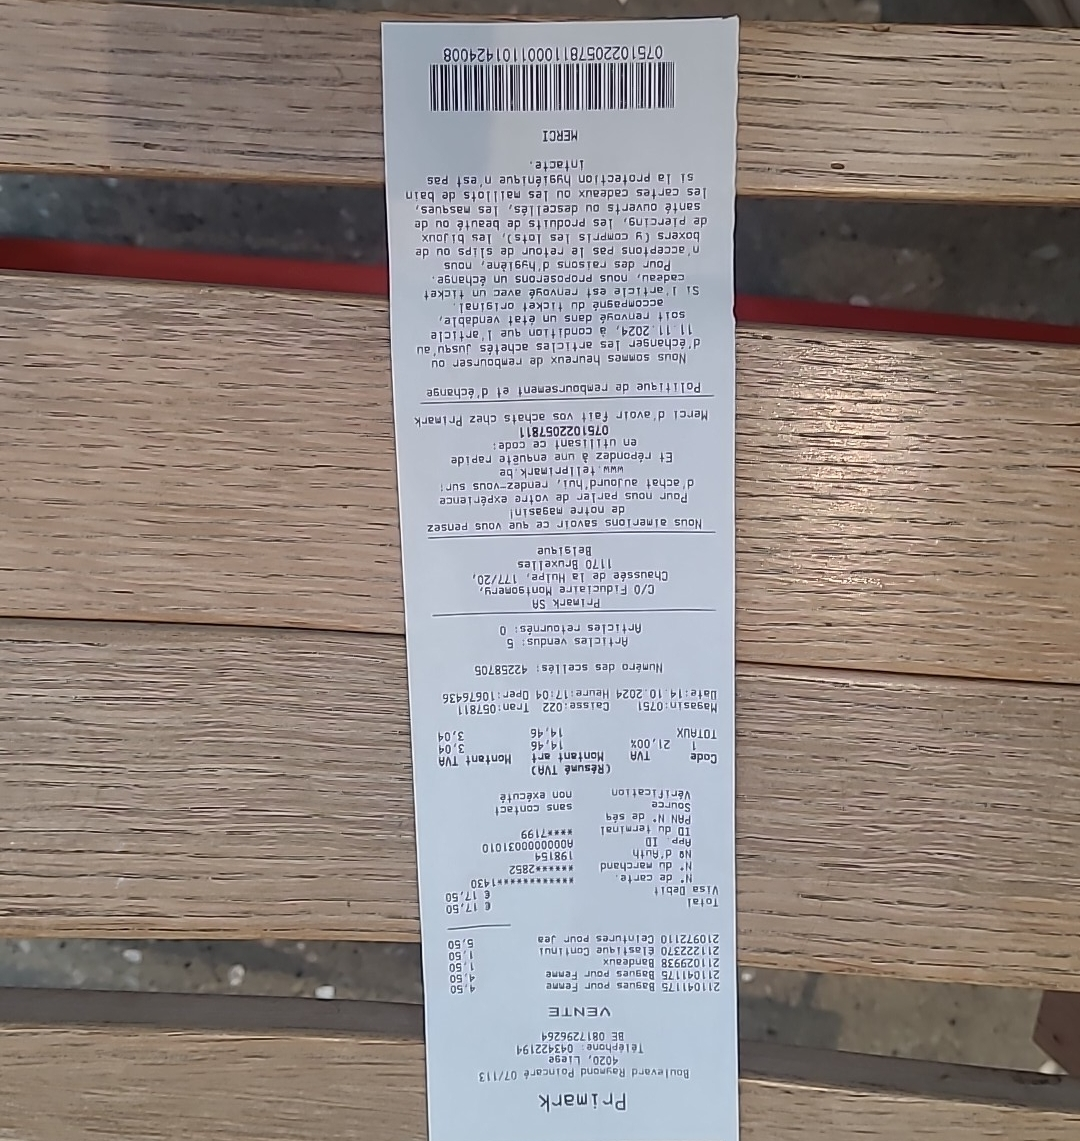 Primark
Boulevard Raymond Poincaré 07/113
4020, Liege
Téléphone: 043422194
BE 0817296264
VENTE
211041175 Bagues pour Femme 4,50
211041175 Bagues pour Femme 4,50
211029938 Bandeaux 1,50
211222370 Élastique Continui 1,50
210972110 Ceintures pour Jea 5,50
Total € 17,50
Visa Debit € 17,50
N° de carte. ************1430
N° du marchand ******2852
Nº d'Auth 198154
App. ID A0000000031010
ID du terminal ****7199
PAN N° de séq
Source sans contact
Vérification non exécuté
(Résumé TVA)
Code TVA Montant art Montant TVA
1 21,00% 14,46 3,04
TOTAUX 14,46 3,04
Magasin:0751 Caisse:022 Tran:057811
Date:14.10.2024 Heure:17:04 Oper:10676436
Numéro des scellés: 42258705
Articles vendus: 5
Articles retournés: 0
Primark SA
C/O Fiduciaire Montgomery,
Chaussée de la Hulpe, 177/20,
1170 Bruxelles
Belgique
Nous aimerions savoir ce que vous pensez
de notre magasin!
Pour nous parler de votre expérience
d'achat aujourd'hui, rendez-vous sur!
www.tellprimark.be
Et répondez à une enquête rapide
en utilisant ce code:
0751022057811
Merci d'avoir fait vos achats chez Primark
Politique de remboursement et d'échange
Nous sommes heureux de rembourser ou
d'échanger les articles achetés jusqu'au
11.11.2024, à condition que l'article
soit renvoyé dans un état vendable,
accompagné du ticket original.
Si l'article est renvoyé avec un ticket
cadeau, nous proposerons un échange.
Pour des raisons d'hygiène, nous
n'acceptons pas le retour de slips ou de
boxers (y compris les lots), les bijoux
de piercing, les produits de beauté ou de
santé ouverts ou descellés, les masques,
les cartes cadeaux ou les maillots de bain
si la protection hygiénique n'est pas
intacte.
MERCI
0751022057811000110142 4008